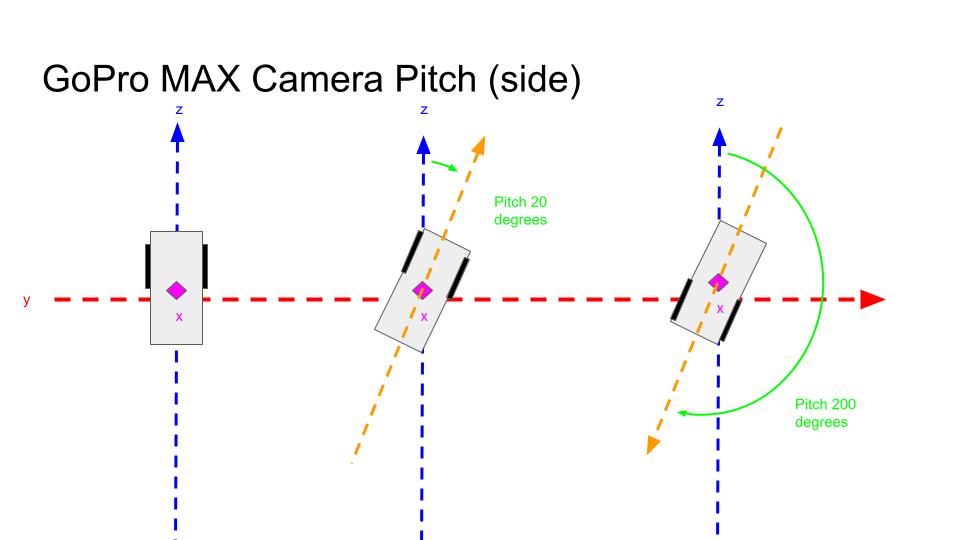 GoPro MAX Camera Pitch (side)
z
z
z
Pitch 20
degrees
y
x
x
x
Pitch 200
degrees